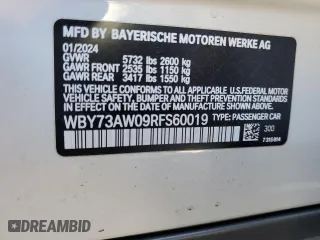 MFD BY BAYERISCHE MOTOREN WERKE AG
01/2024
GVWR 5732 lbs 2600 kg
GAWR FRONT 2535 lbs 1150 kg
GAWR REAR 3417 lbs 1550 kg
THIS VEHICLE CONFORMS TO ALL APPLICABLE U.S. FEDERAL MOTOR
VEHICLE SAFETY, BUMPER, AND THEFT PREVENTION STANDARDS
IN EFFECT ON THE DATE OF MANUFACTURE SHOWN ABOVE.
WBY73AW09RFS60019 TYPE: PASSENGER CAR
300
DREAMBID